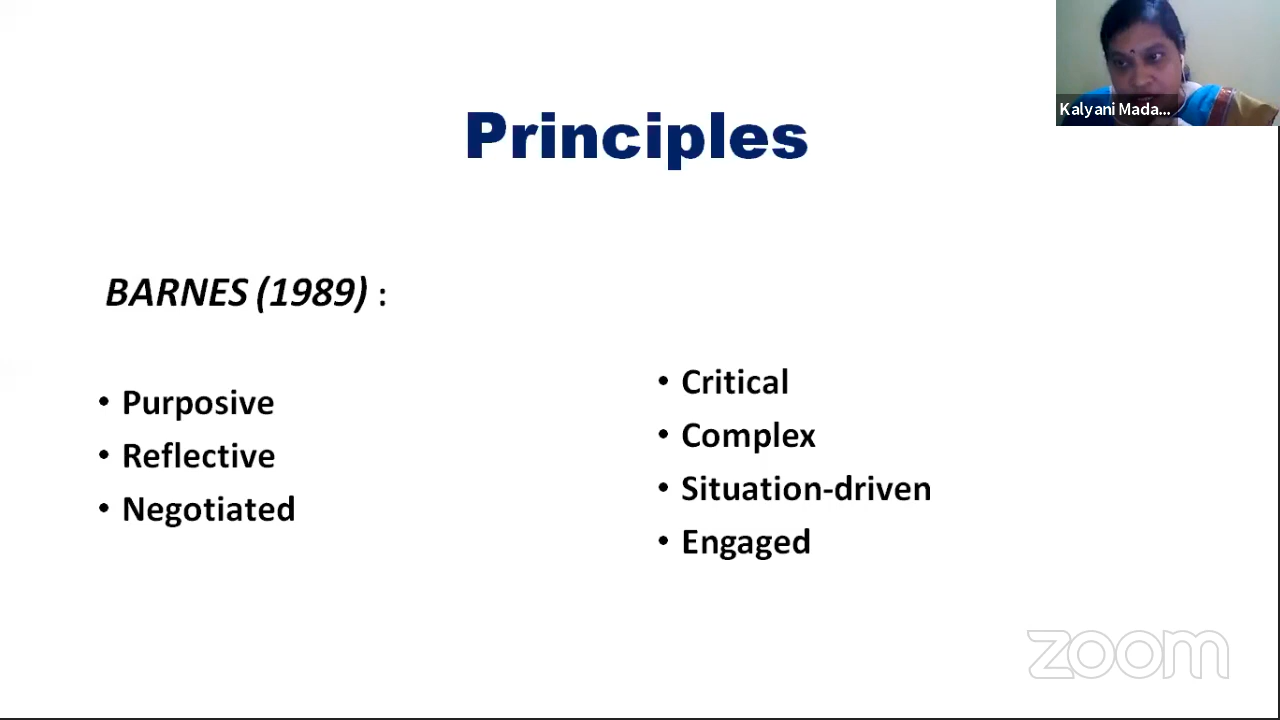 Principles
BARNES (1989) :
• Purposive
• Reflective
• Negotiated
• Critical
• Complex
• Situation-driven
• Engaged
Kalyani Mada...
zoom